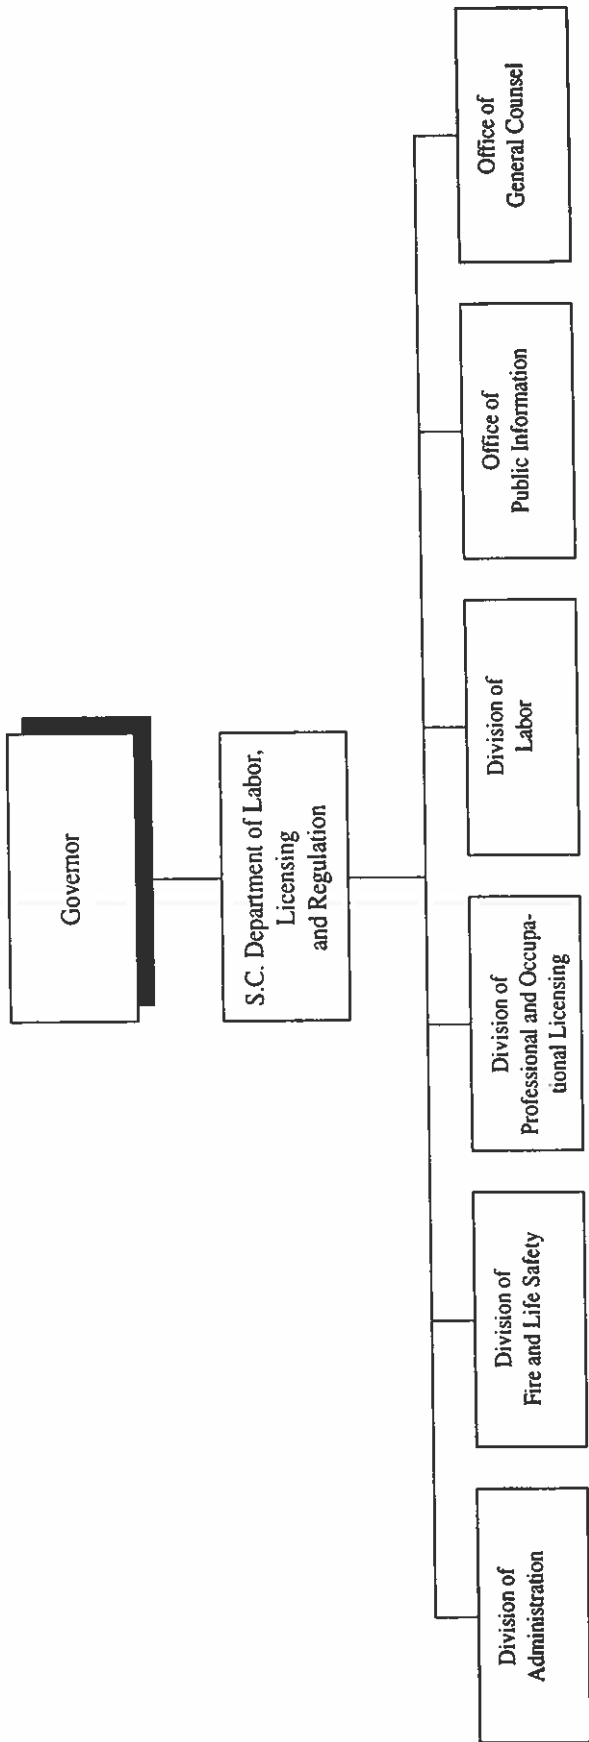 Governor
S.C. Department of Labor,
Licensing
and Regulation
Division of
Administration
Division of
Fire and Life Safety
Division of
Professional and Occupa-
tional Licensing
Division of
Labor
Office of
Public Information
Office of
General Counsel